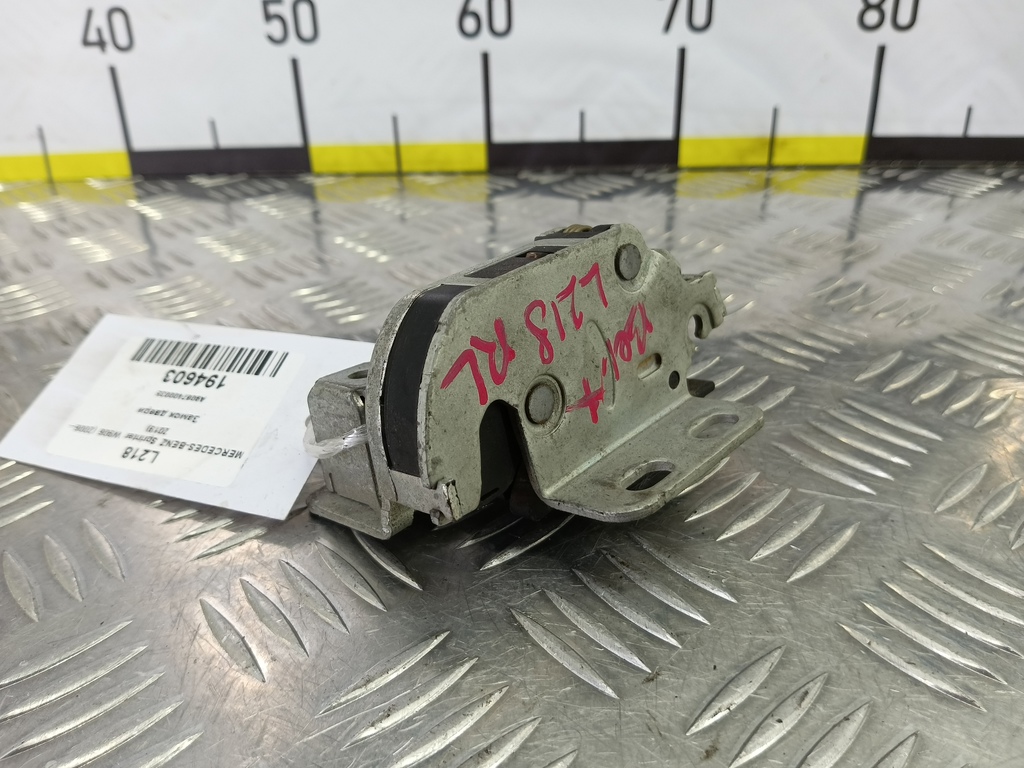 40 50 60 70 80
L218 RL
L218
MERCEDES-BENZ Sprinter W906 (2006-
2018)
Замок двери
194603